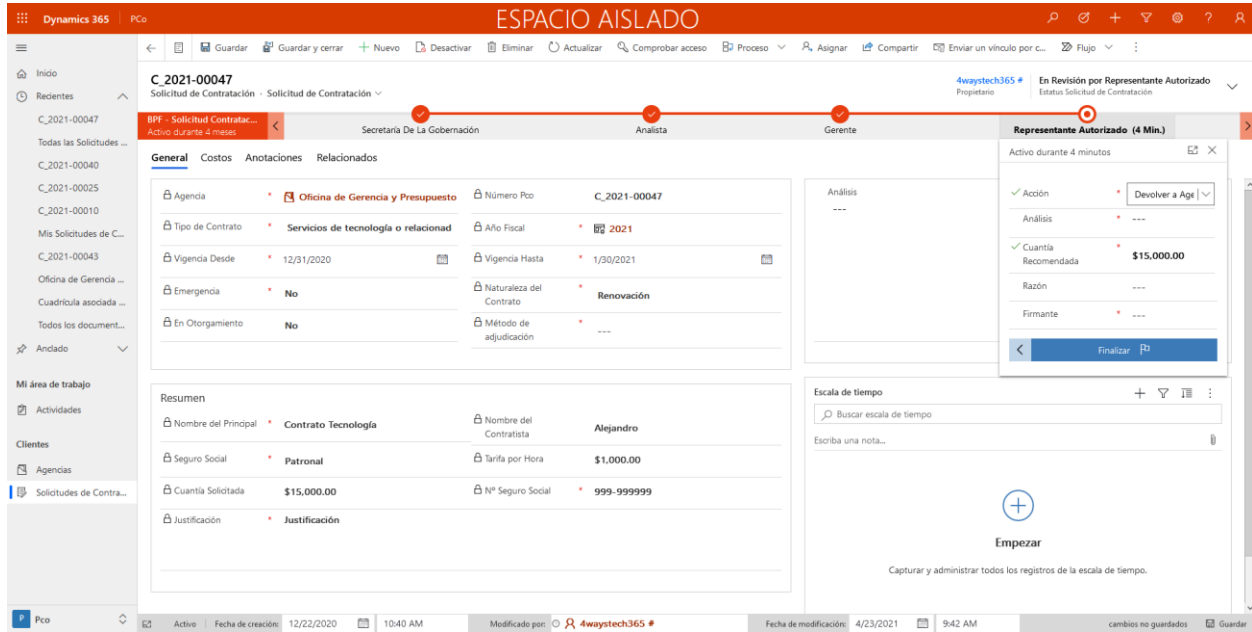 Dynamics 365 PCo ESPACIO AISLADO
Guardar Guardar y cerrar Nuevo Desactivar Eliminar Actualizar Comprobar acceso Proceso Asignar Compartir Enviar un vínculo por c... Flujo
Inicio
Recientes
C_2021-00047
Todas las Solicitudes ...
C_2021-00040
C_2021-00025
C_2021-00010
Mis Solicitudes de C...
C_2021-00043
Oficina de Gerencia ...
Cuadrícula asociada ...
Todos los document...
Anclado
Mi área de trabajo
Actividades
Clientes
Agencias
Solicitudes de Contra...
P Pco
C_2021-00047
Solicitud de Contratación · Solicitud de Contratación
4waystech365 #
Propietario
En Revisión por Representante Autorizado
Estatus Solicitud de Contratación
BPF - Solicitud Contratac...
Activo durante 4 meses
Secretaría De La Gobernación
Analista
Gerente
Representante Autorizado (4 Min.)
General Costos Anotaciones Relacionados
Agencia * Oficina de Gerencia y Presupuesto
Número Pco C_2021-00047
Tipo de Contrato * Servicios de tecnología o relacionad
Año Fiscal * 2021
Vigencia Desde * 12/31/2020
Vigencia Hasta * 1/30/2021
Emergencia * No
Naturaleza del
Contrato * Renovación
En Otorgamiento No
Método de
adjudicación * ---
Análisis
---
Activo durante 4 minutos
Acción * Devolver a Age
Análisis * ---
Cuantía
Recomendada * $15,000.00
Razón ---
Firmante * ---
Finalizar
Resumen
Nombre del Principal * Contrato Tecnología
Nombre del
Contratista Alejandro
Seguro Social * Patronal
Tarifa por Hora $1,000.00
Cuantía Solicitada $15,000.00
Nº Seguro Social * 999-999999
Justificación * Justificación
Escala de tiempo
Buscar escala de tiempo
Escriba una nota...
Empezar
Capturar y administrar todos los registros de la escala de tiempo.
Activo Fecha de creación: 12/22/2020 10:40 AM Modificado por: 4waystech365 # Fecha de modificación: 4/23/2021 9:42 AM cambios no guardados Guardar